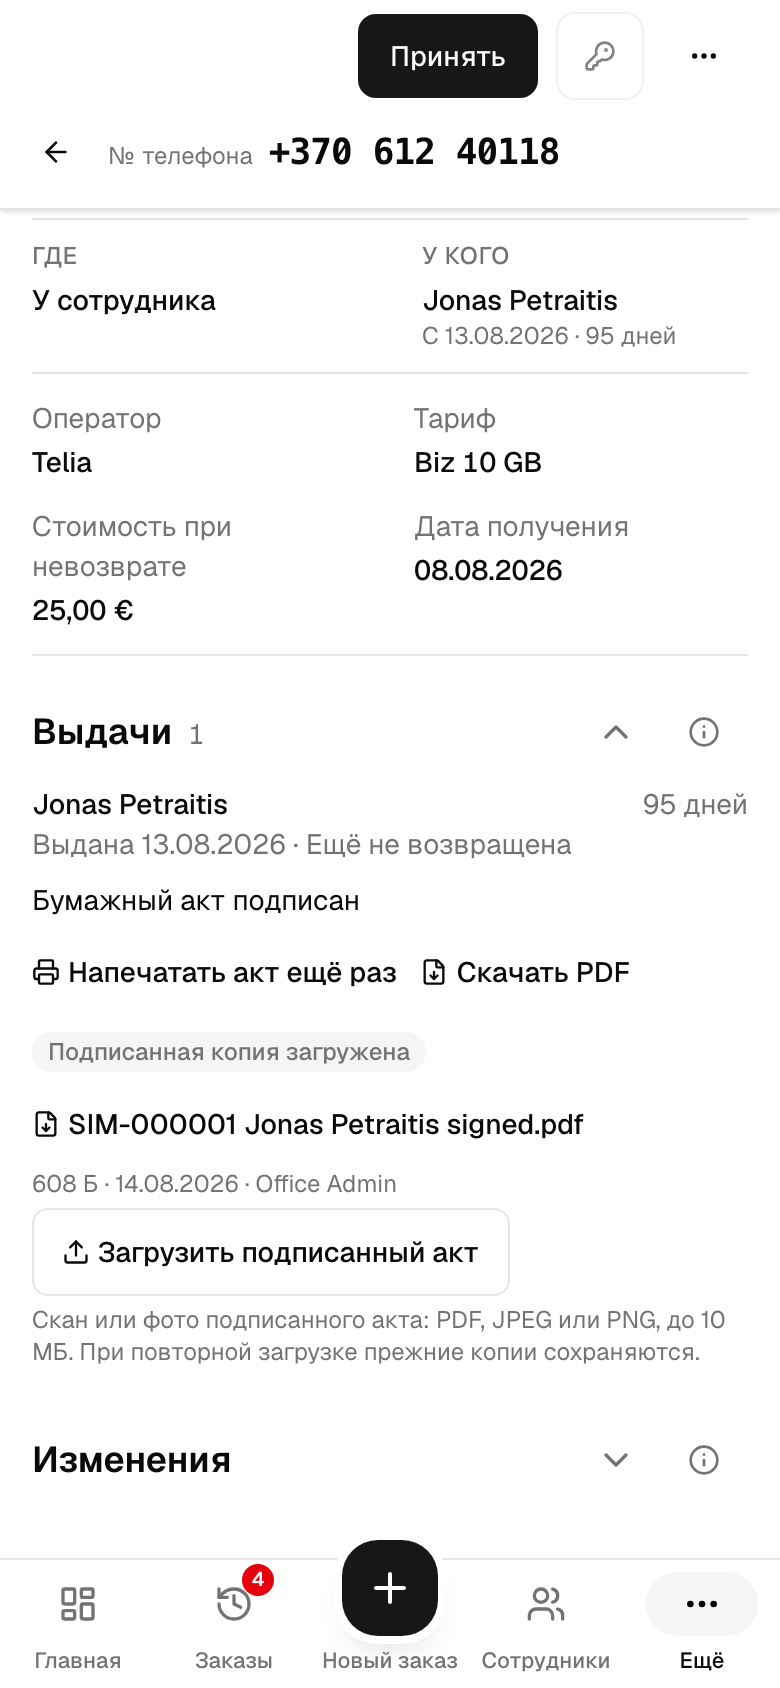 Принять
№ телефона +370 612 40118
ГДЕ
У сотрудника
У КОГО
Jonas Petraitis
С 13.08.2026 · 95 дней
Оператор
Telia
Тариф
Biz 10 GB
Стоимость при
невозврате
25,00 €
Дата получения
08.08.2026
Выдачи 1
Jonas Petraitis 95 дней
Выдана 13.08.2026 · Ещё не возвращена
Бумажный акт подписан
Напечатать акт ещё раз Скачать PDF
Подписанная копия загружена
SIM-000001 Jonas Petraitis signed.pdf
608 Б · 14.08.2026 · Office Admin
Загрузить подписанный акт
Скан или фото подписанного акта: PDF, JPEG или PNG, до 10
МБ. При повторной загрузке прежние копии сохраняются.
Изменения
4
Главная Заказы Новый заказ Сотрудники Ещё